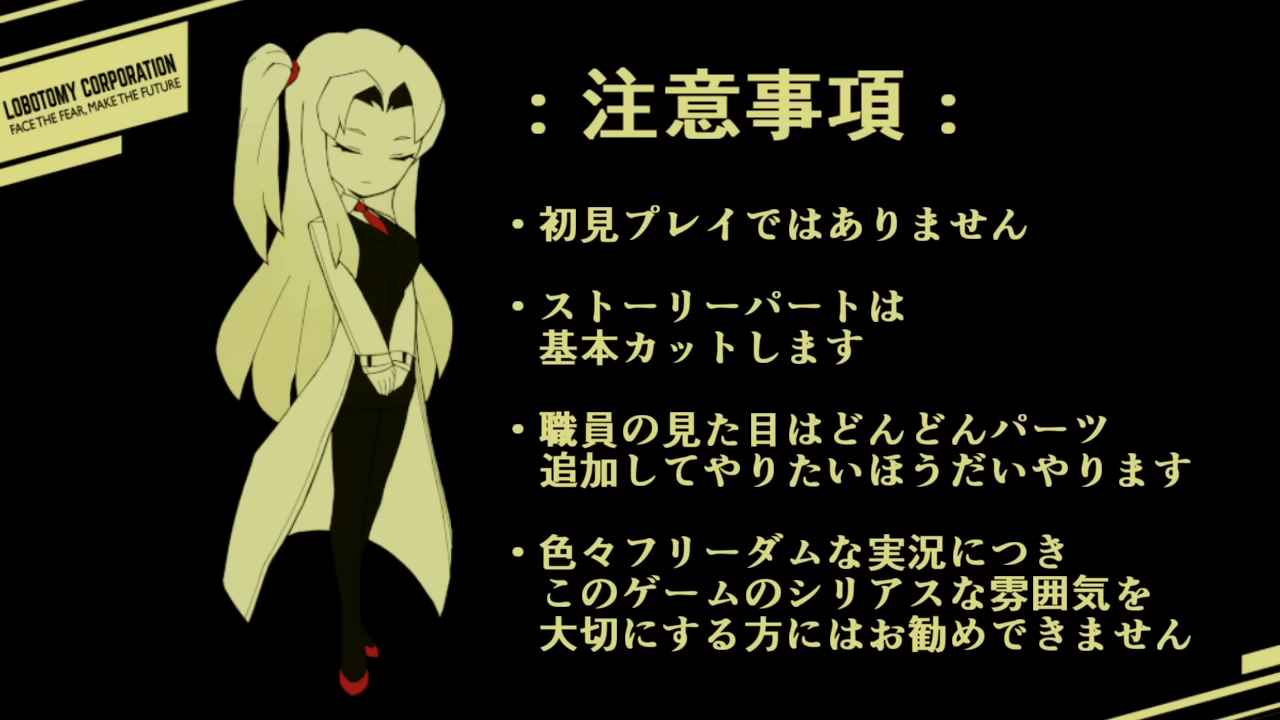 LOBOTOMY CORPORATION
FACE THE FEAR, MAKE THE FUTURE
：注意事項：
・初見プレイではありません
・ストーリーパートは
基本カットします
・職員の見た目はどんどんパーツ
追加してやりたいほうだいやります
・色々フリーダムな実況につき
このゲームのシリアスな雰囲気を
大切にする方にはお勧めできません